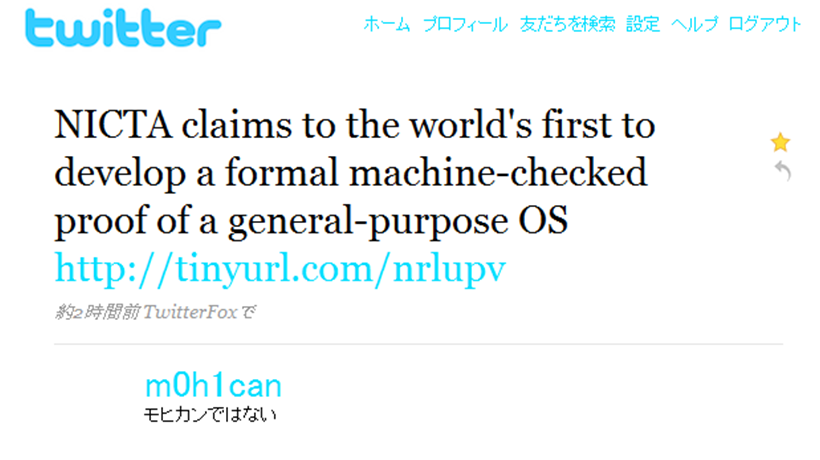 twitter
ホーム プロフィール 友だちを検索 設定 ヘルプ ログアウト
NICTA claims to the world's first to
develop a formal machine-checked
proof of a general-purpose OS
http://tinyurl.com/nrlupv
約2時間前 TwitterFoxで
m0h1can
モヒカンではない